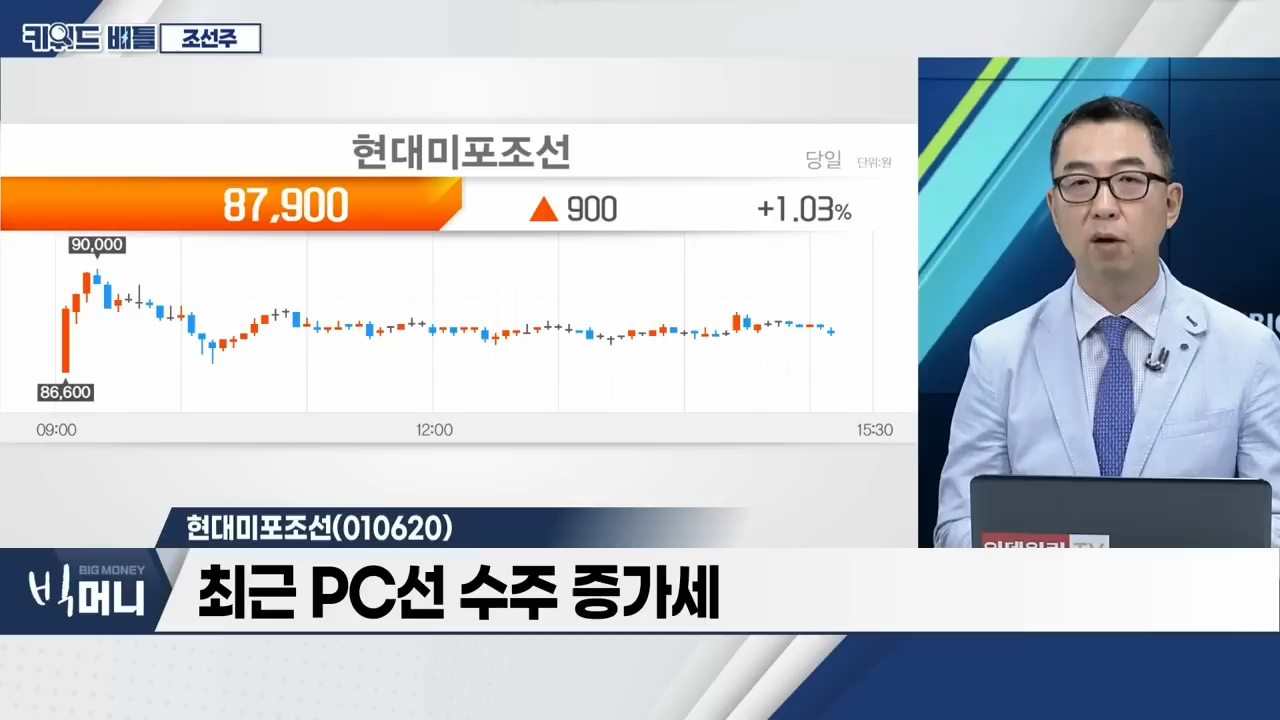 키워드 배틀 조선주
현대미포조선
당일 단위:원
87,900 ▲ 900 +1.03%
90,000
86,600
09:00 12:00 15:30
현대미포조선(010620)
BIG MONEY
빅머니
최근 PC선 수주 증가세
TV